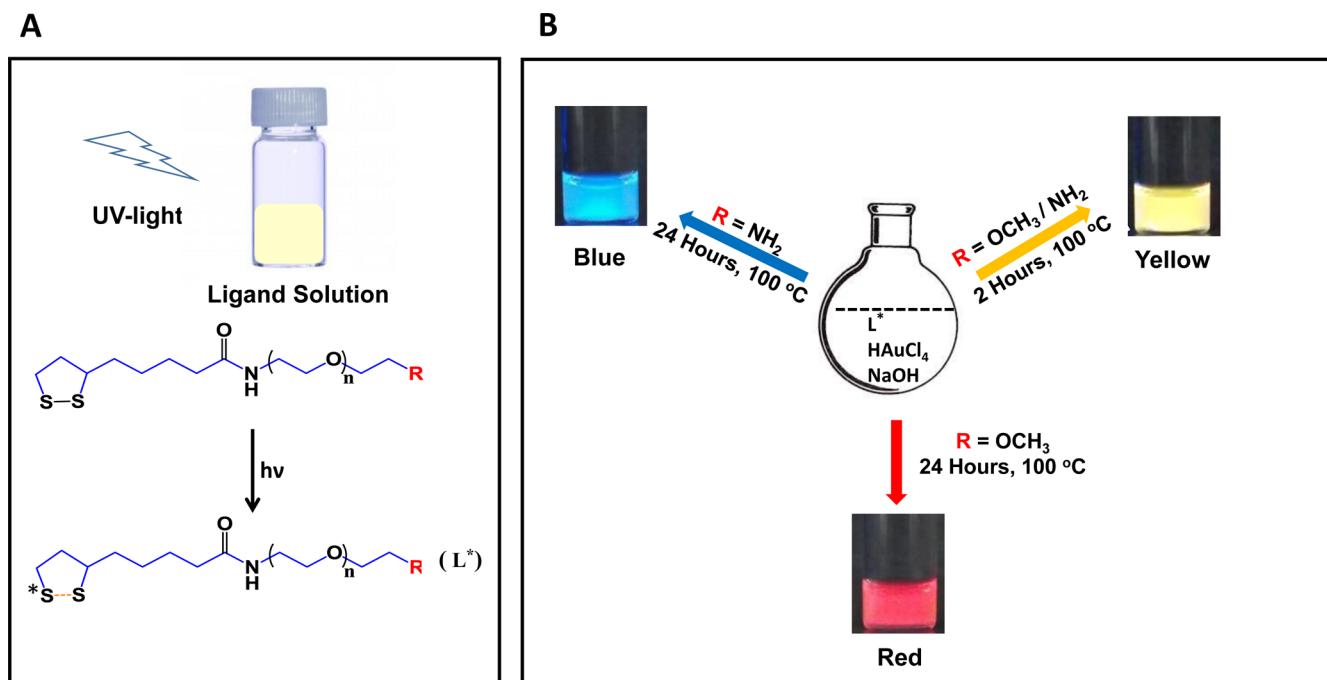 A
UV-light
Ligand Solution
O
N
H
( O )n
R
S—S
hν
O
N
H
( O )n
R
( L* )
*S---S
B
Blue
R = NH₂
24 Hours, 100 °C
R = OCH₃ / NH₂
2 Hours, 100 °C
Yellow
L*
HAuCl₄
NaOH
R = OCH₃
24 Hours, 100 °C
Red